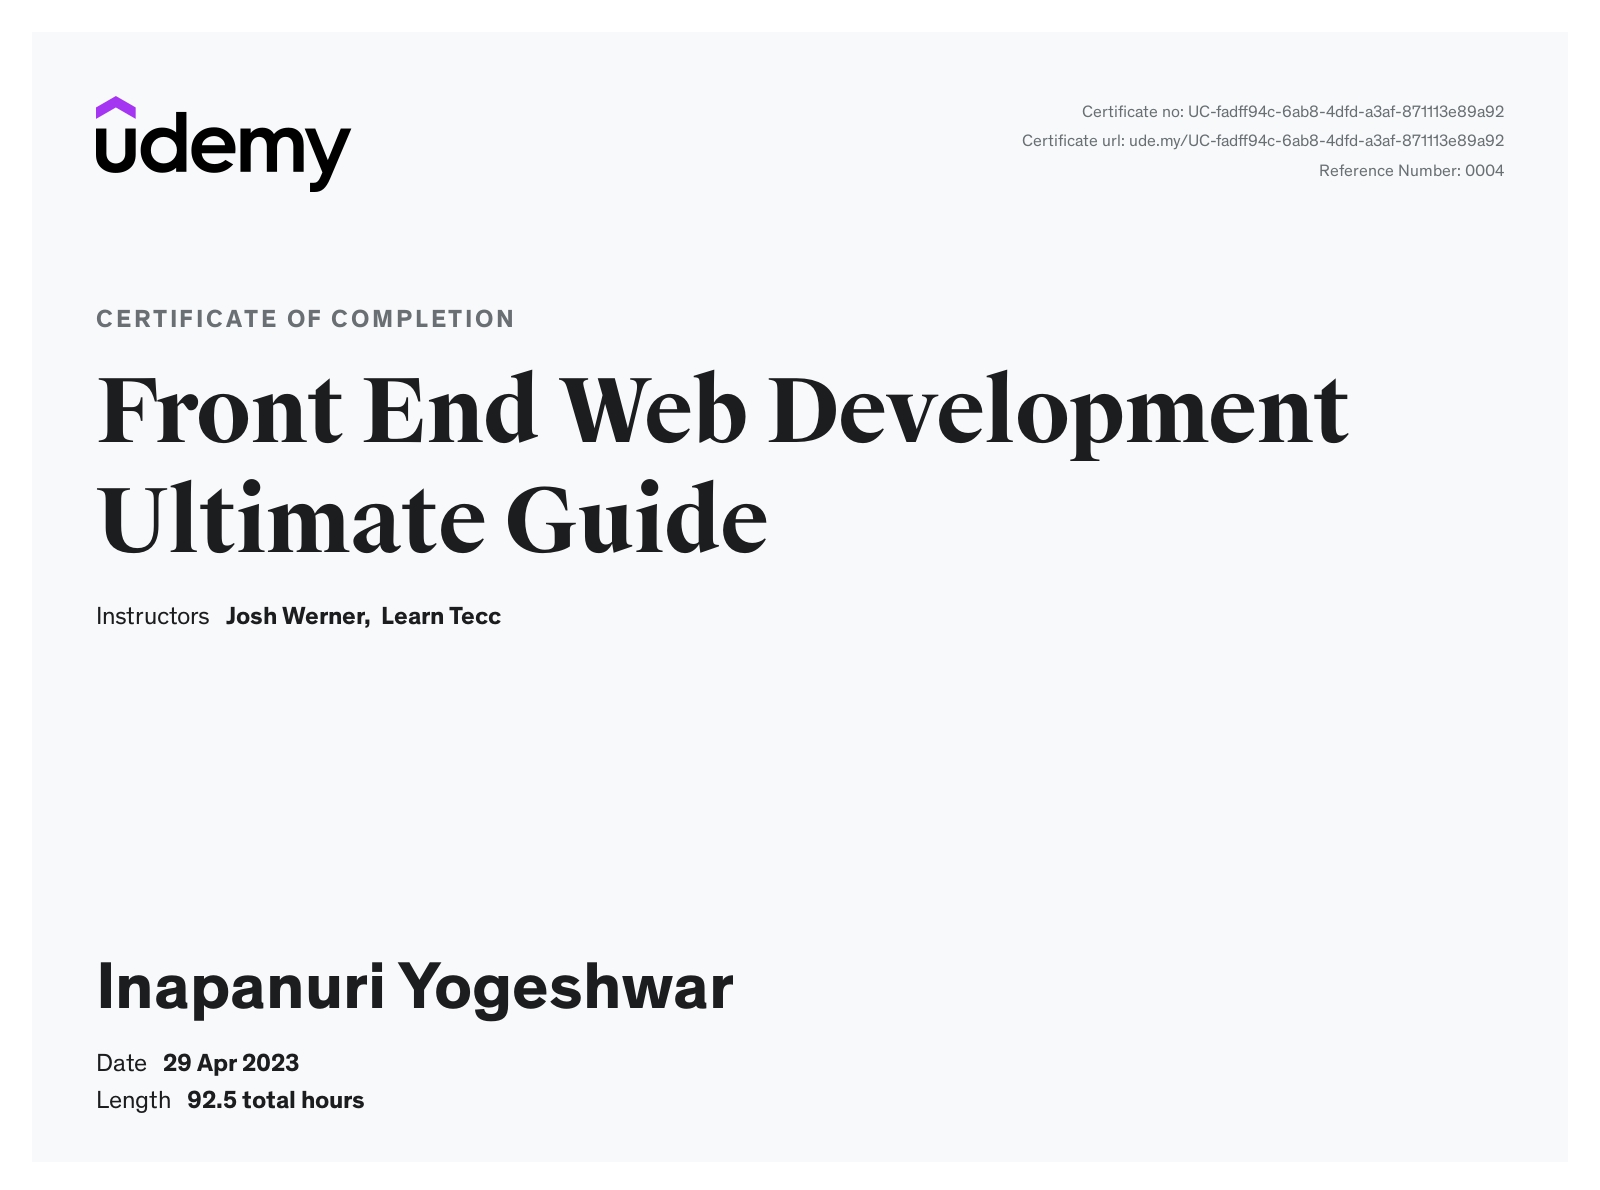 udemy
Certificate no: UC-fadff94c-6ab8-4dfd-a3af-871113e89a92
Certificate url: ude.my/UC-fadff94c-6ab8-4dfd-a3af-871113e89a92
Reference Number: 0004
CERTIFICATE OF COMPLETION
Front End Web Development
Ultimate Guide
Instructors Josh Werner, Learn Tecc
Inapanuri Yogeshwar
Date 29 Apr 2023
Length 92.5 total hours